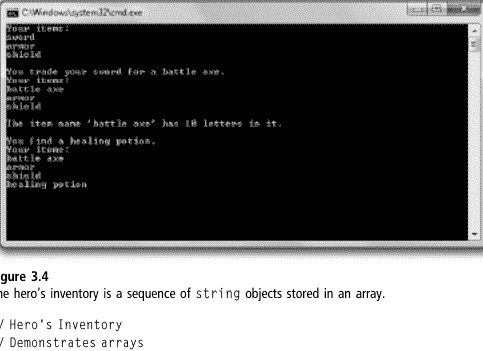 C:\Windows\system32\cmd.exe
Your items:
sword
armor
shield
You trade your sword for a battle axe.
Your items:
battle axe
armor
shield
The item name 'battle axe' has 10 letters in it.
You find a healing potion.
Your items:
battle axe
armor
shield
healing potion
gure 3.4
he hero's inventory is a sequence of string objects stored in an array.
/ Hero's Inventory
/ Demonstrates arrays